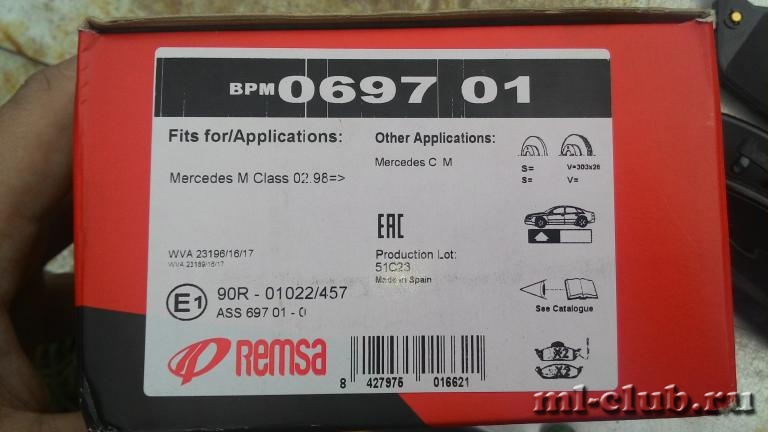 BPM 0697 01
Fits for/Applications:
Mercedes M Class 02.98=>
Other Applications:
Mercedes C M
S= V=303x28
S= V=
EAC
Production Lot:
51C23
Made in Spain
WVA 23196/16/17
WVA 23189/16/17
E1 90R - 01022/457
ASS 697 01 - 0
See Catalogue
Remsa
8 427975 016621
X2
X2
ml-club.ru